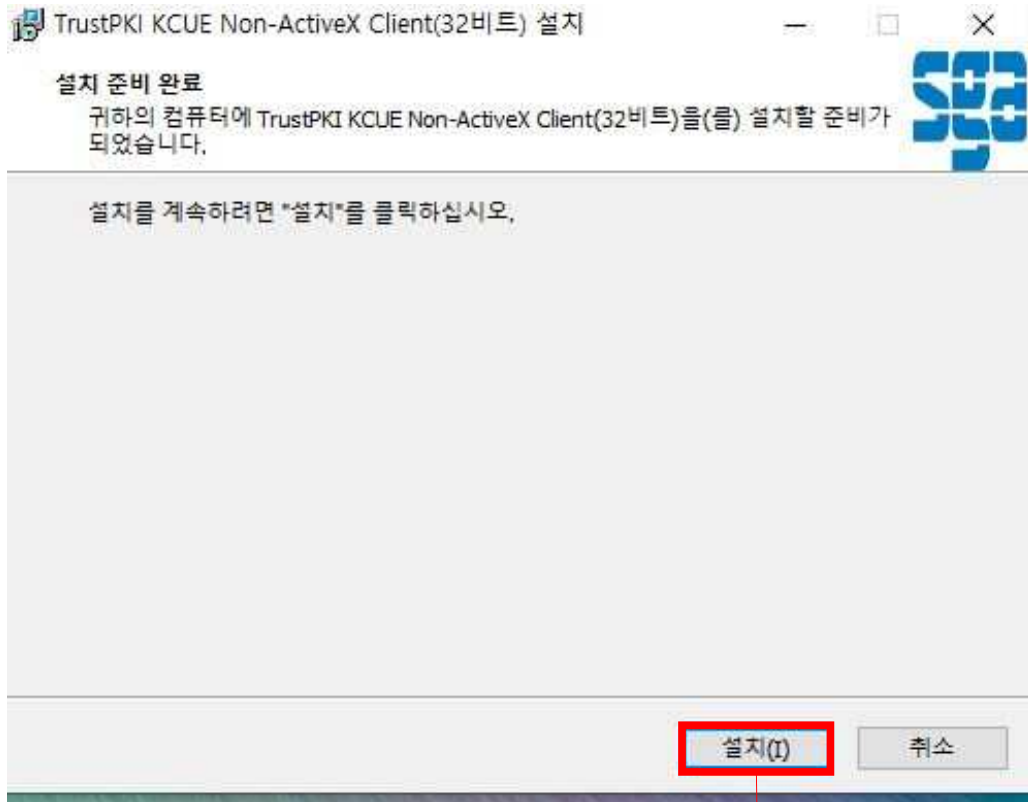 TrustPKI KCUE Non-ActiveX Client(32비트) 설치
설치 준비 완료
귀하의 컴퓨터에 TrustPKI KCUE Non-ActiveX Client(32비트)을(를) 설치할 준비가
되었습니다.
설치를 계속하려면 "설치"를 클릭하십시오.
설치(I)
취소